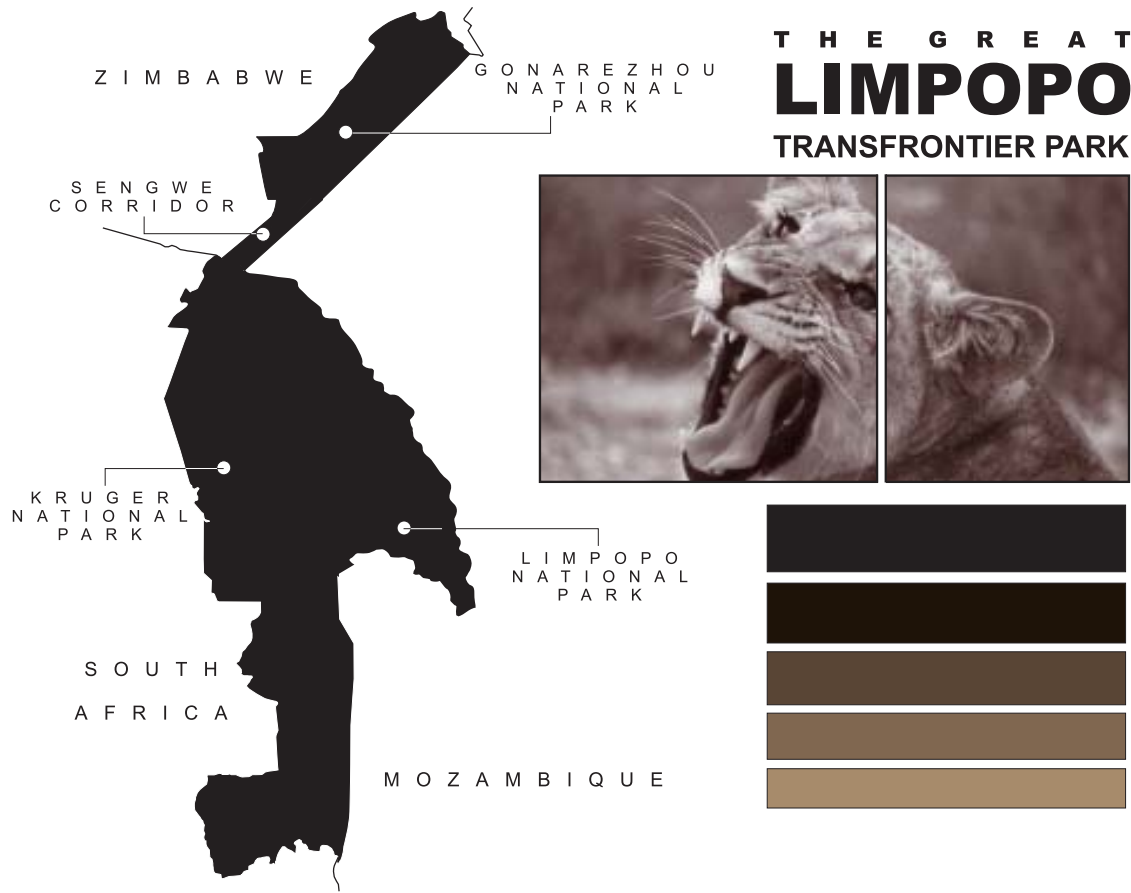 THE GREAT
LIMPOPO
TRANSFRONTIER PARK
ZIMBABWE
GONAREZHOU
NATIONAL
PARK
SENGWE
CORRIDOR
KRUGER
NATIONAL
PARK
LIMPOPO
NATIONAL
PARK
SOUTH
AFRICA
MOZAMBIQUE